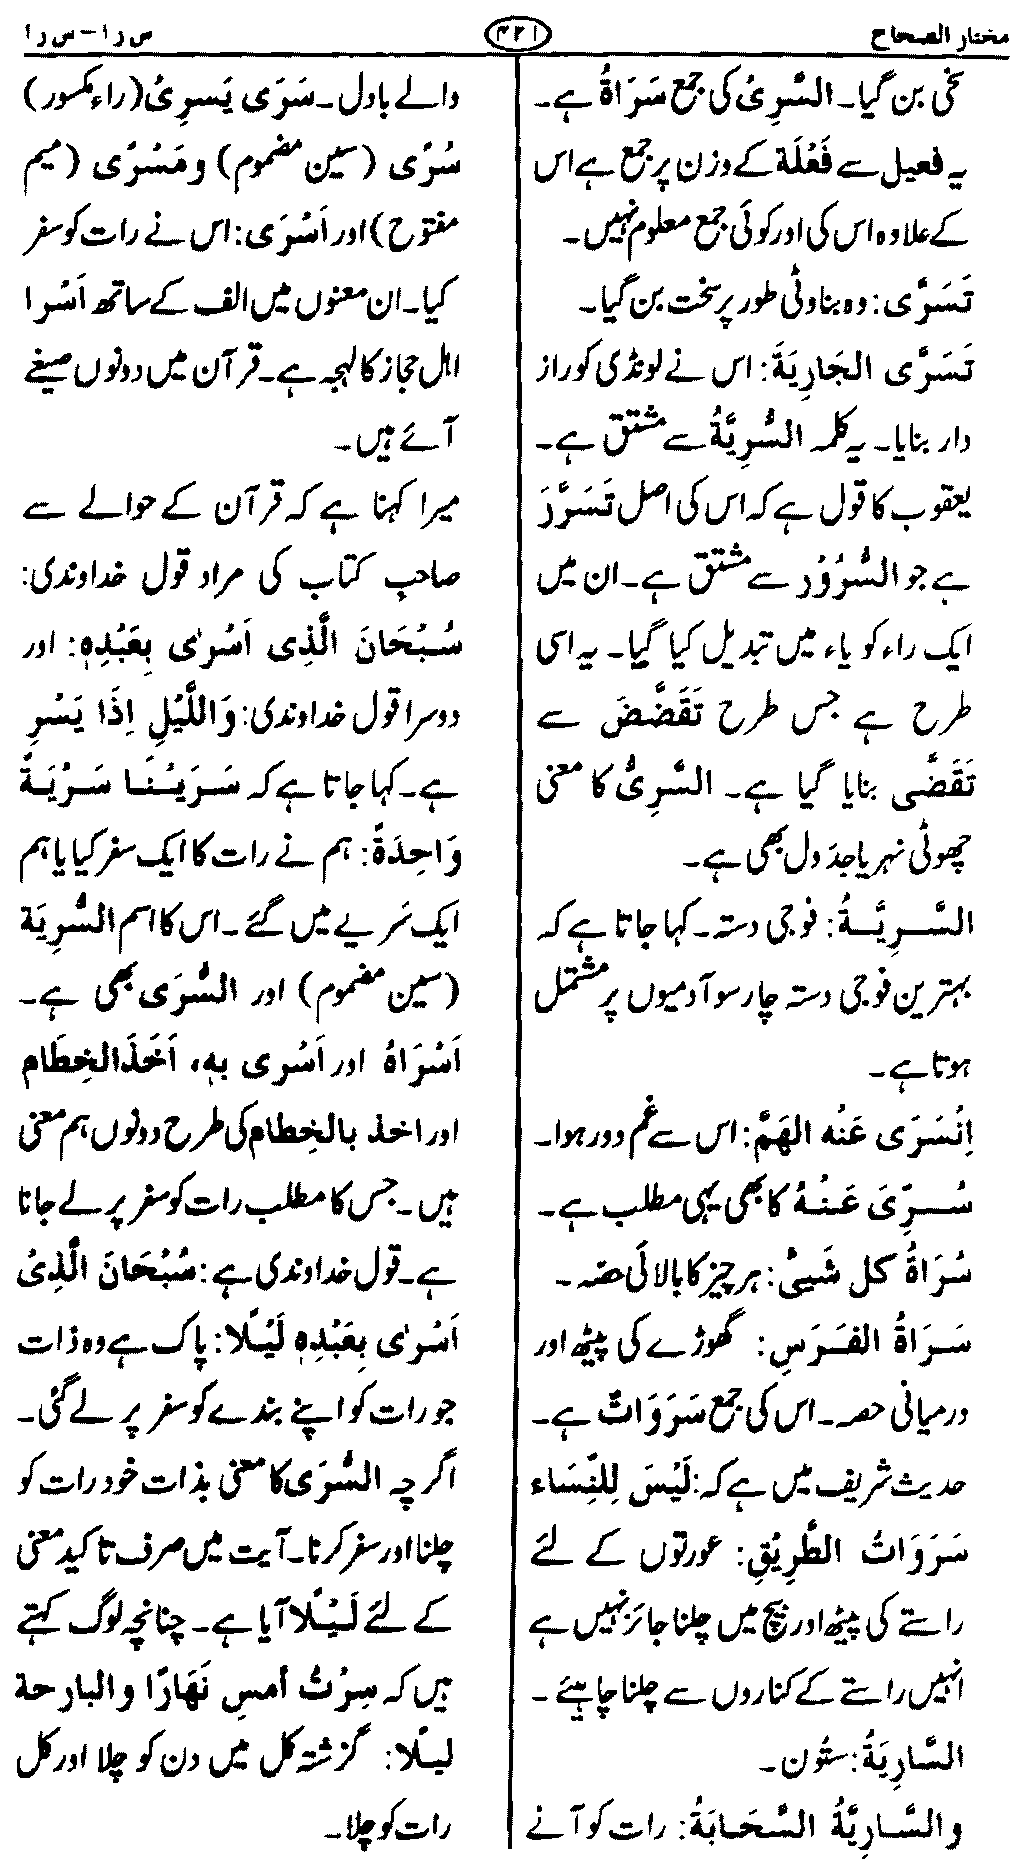 مختار الصحاح
۴۲۱
س ر ا – س ر أ
سخی بن گیا۔ السَّرِیُ کی جمع سَرَاةٌ ہے۔
یہ فعیل سے فَعْلَة کے وزن پر جمع ہے اس
کے علاوہ اس کی اور کوئی جمع معلوم نہیں۔
تَسَرَّی: وہ بناوٹی طور پر سخت بن گیا۔
تَسَرَّی الجَارِیَةَ: اس نے لونڈی کو راز
دار بنایا۔ یہ کلمہ السُّرِیَّةُ سے مشتق ہے۔
یعقوب کا قول ہے کہ اس کی اصل تَسَرَّرَ
ہے جو السُّرُوْر سے مشتق ہے۔ ان میں
ایک راء کو یاء میں تبدیل کیا گیا۔ یہ اسی
طرح ہے جس طرح تَقَضَّضَ سے
تَقَضَّی بنایا گیا ہے۔ السَّرِیُّ کا معنی
چھوٹی نہر یا جدول بھی ہے۔
السَّرِیَّةُ: فوجی دستہ۔ کہا جاتا ہے کہ
بہترین فوجی دستہ چار سو آدمیوں پر مشتمل
ہوتا ہے۔
اِنْسَرَی عَنْهُ الهَمُّ: اس سے غم دور ہوا۔
سُرِّیَ عَنْهُ کا بھی یہی مطلب ہے۔
سُرَاةُ کل شَییٌ: ہر چیز کا بالائی حصّہ۔
سَرَاةُ الفَرَسِ: گھوڑے کی پیٹھ اور
درمیانی حصہ۔ اس کی جمع سَرَوَاتٌ ہے۔
حدیث شریف میں ہے کہ: لَیْسَ لِلنِّسَاء
سَرَوَاتُ الطَّرِیْقِ: عورتوں کے لئے
راستے کی پیٹھ اور بیچ میں چلنا جائز نہیں ہے
انہیں راستے کے کناروں سے چلنا چاہیئے۔
السَّارِیَةُ: ستُون۔
والسَّارِیَّةُ السَّحَابَةُ: رات کو آنے
والے بادل۔ سَرَی یَسرِیُ (راء مکسور)
سُرًی (سین مضموم) ومَسْرًی (میم
مفتوح) اور اَسْرَی: اس نے رات کو سفر
کیا۔ ان معنوں میں الف کے ساتھ اَسْرا
اہل حجاز کا لہجہ ہے۔ قرآن میں دونوں صیغے
آئے ہیں۔
میرا کہنا ہے کہ قرآن کے حوالے سے
صاحبِ کتاب کی مراد قول خداوندی:
سُبْحَانَ الَّذِی اَسْرٰی بِعَبْدِهٖ: اور
دوسرا قول خداوندی: وَاللَّیْلِ اِذَا یَسْرِ
ہے۔ کہا جاتا ہے کہ سَرَیْنَا سَرْیَةً
وَاحِدَةً: ہم نے رات کا ایک سفر کیا یا ہم
ایک سَریے میں گئے۔ اس کا اسم السُّرِیَة
(سین مضموم) اور السُّرَی بھی ہے۔
اَسْرَاهُ اور اَسْرٰی بهٖ، اَخَذَالخِطَام
اور اخذ بالخِطام کی طرح دونوں ہم معنی
ہیں۔ جس کا مطلب رات کو سفر پر لے جانا
ہے۔ قول خداوندی ہے: سُبْحَانَ الَّذِیْ
اَسْرٰی بِعَبْدِهٖ لَیْلًا: پاک ہے وہ ذات
جو رات کو اپنے بندے کو سفر پر لے گئی۔
اگرچہ السُّرَی کا معنی بذات خود رات کو
چلنا اور سفر کرنا۔ آیت میں صرف تاکید معنی
کے لئے لَیْلًا آیا ہے۔ چنانچہ لوگ کہتے
ہیں کہ سِرْتُ أمسِ نَهَارًا والبارحة
لیلًا: گزشتہ کل میں دن کو چلا اور کل
رات کو چلا۔